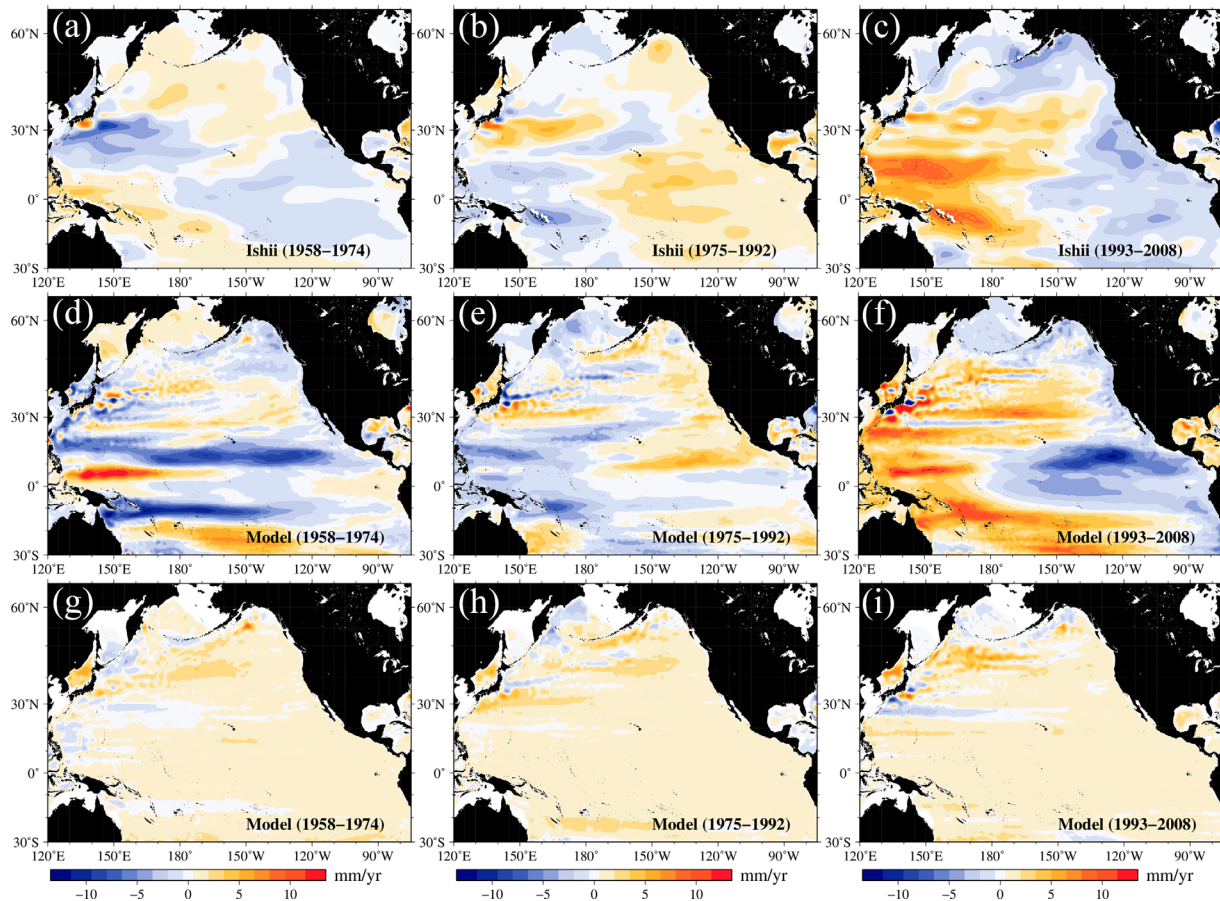 (a) (b) (c)
60°N 60°N 60°N
30°N 30°N 30°N
0° 0° 0°
Ishii (1958−1974) Ishii (1975−1992) Ishii (1993−2008)
30°S 30°S 30°S
120°E 150°E 180° 150°W 120°W 90°W 120°E 150°E 180° 150°W 120°W 90°W 120°E 150°E 180° 150°W 120°W 90°W
(d) (e) (f)
60°N 60°N 60°N
30°N 30°N 30°N
0° 0° 0°
Model (1958−1974) Model (1975−1992) Model (1993−2008)
30°S 30°S 30°S
120°E 150°E 180° 150°W 120°W 90°W 120°E 150°E 180° 150°W 120°W 90°W 120°E 150°E 180° 150°W 120°W 90°W
(g) (h) (i)
60°N 60°N 60°N
30°N 30°N 30°N
0° 0° 0°
Model (1958−1974) Model (1975−1992) Model (1993−2008)
30°S 30°S 30°S
120°E 150°E 180° 150°W 120°W 90°W 120°E 150°E 180° 150°W 120°W 90°W 120°E 150°E 180° 150°W 120°W 90°W
mm/yr mm/yr mm/yr
−10 −5 0 5 10 −10 −5 0 5 10 −10 −5 0 5 10